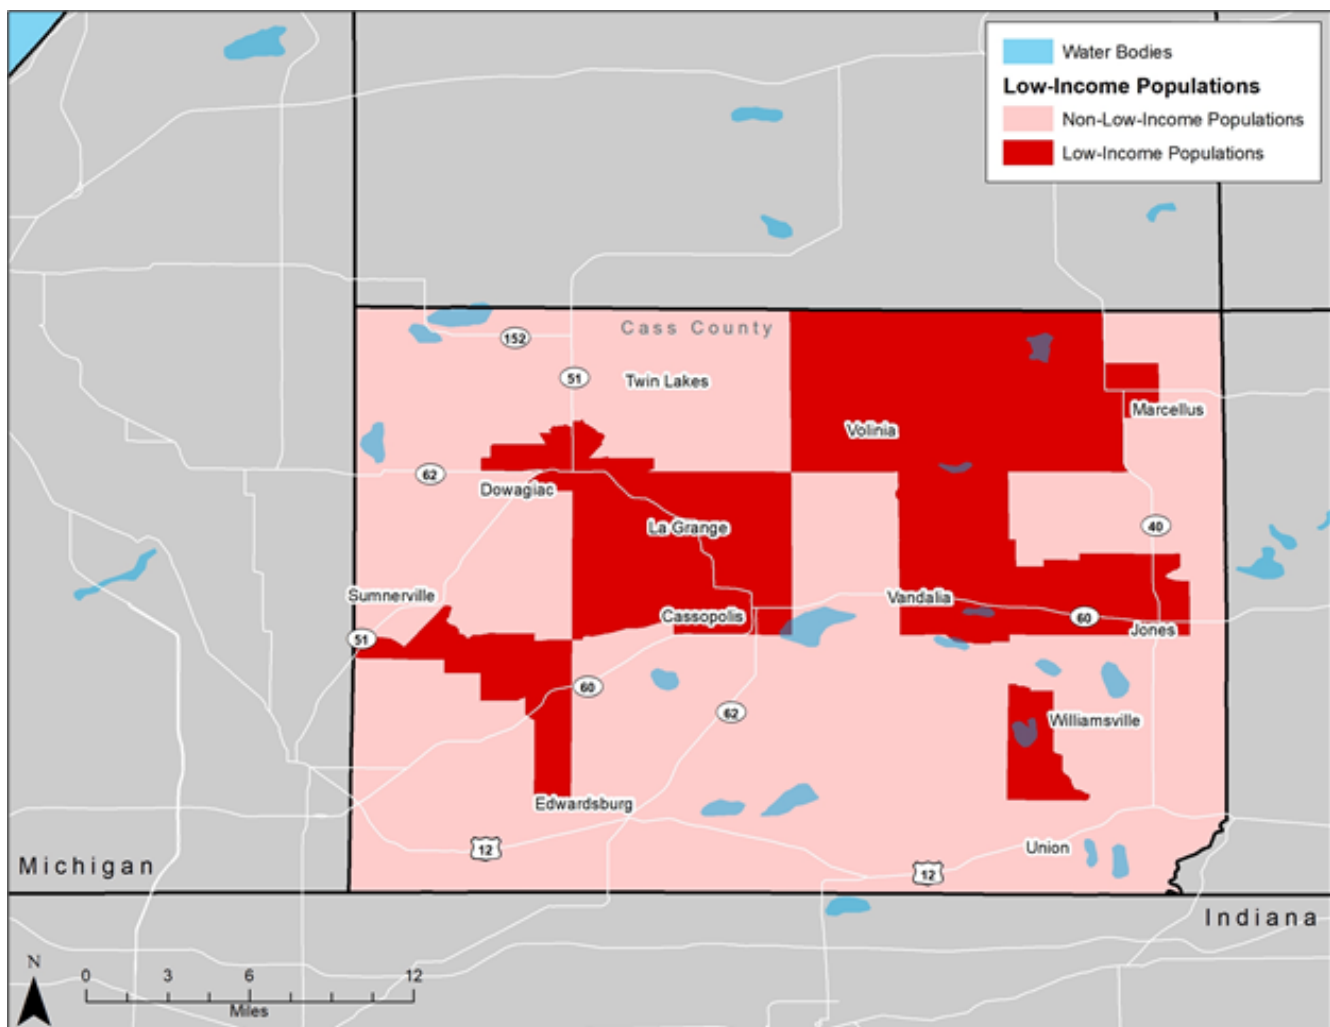 Water Bodies
Low-Income Populations
Non-Low-Income Populations
Low-Income Populations
Cass County
152
51
Twin Lakes
Marcellus
Volinia
62
Dowagiac
La Grange
40
Sumnerville
Vandalia
Cassopolis
60
51
Jones
60
62
Williamsville
Edwardsburg
12
Union
12
Michigan
Indiana
N
0 3 6 12
Miles